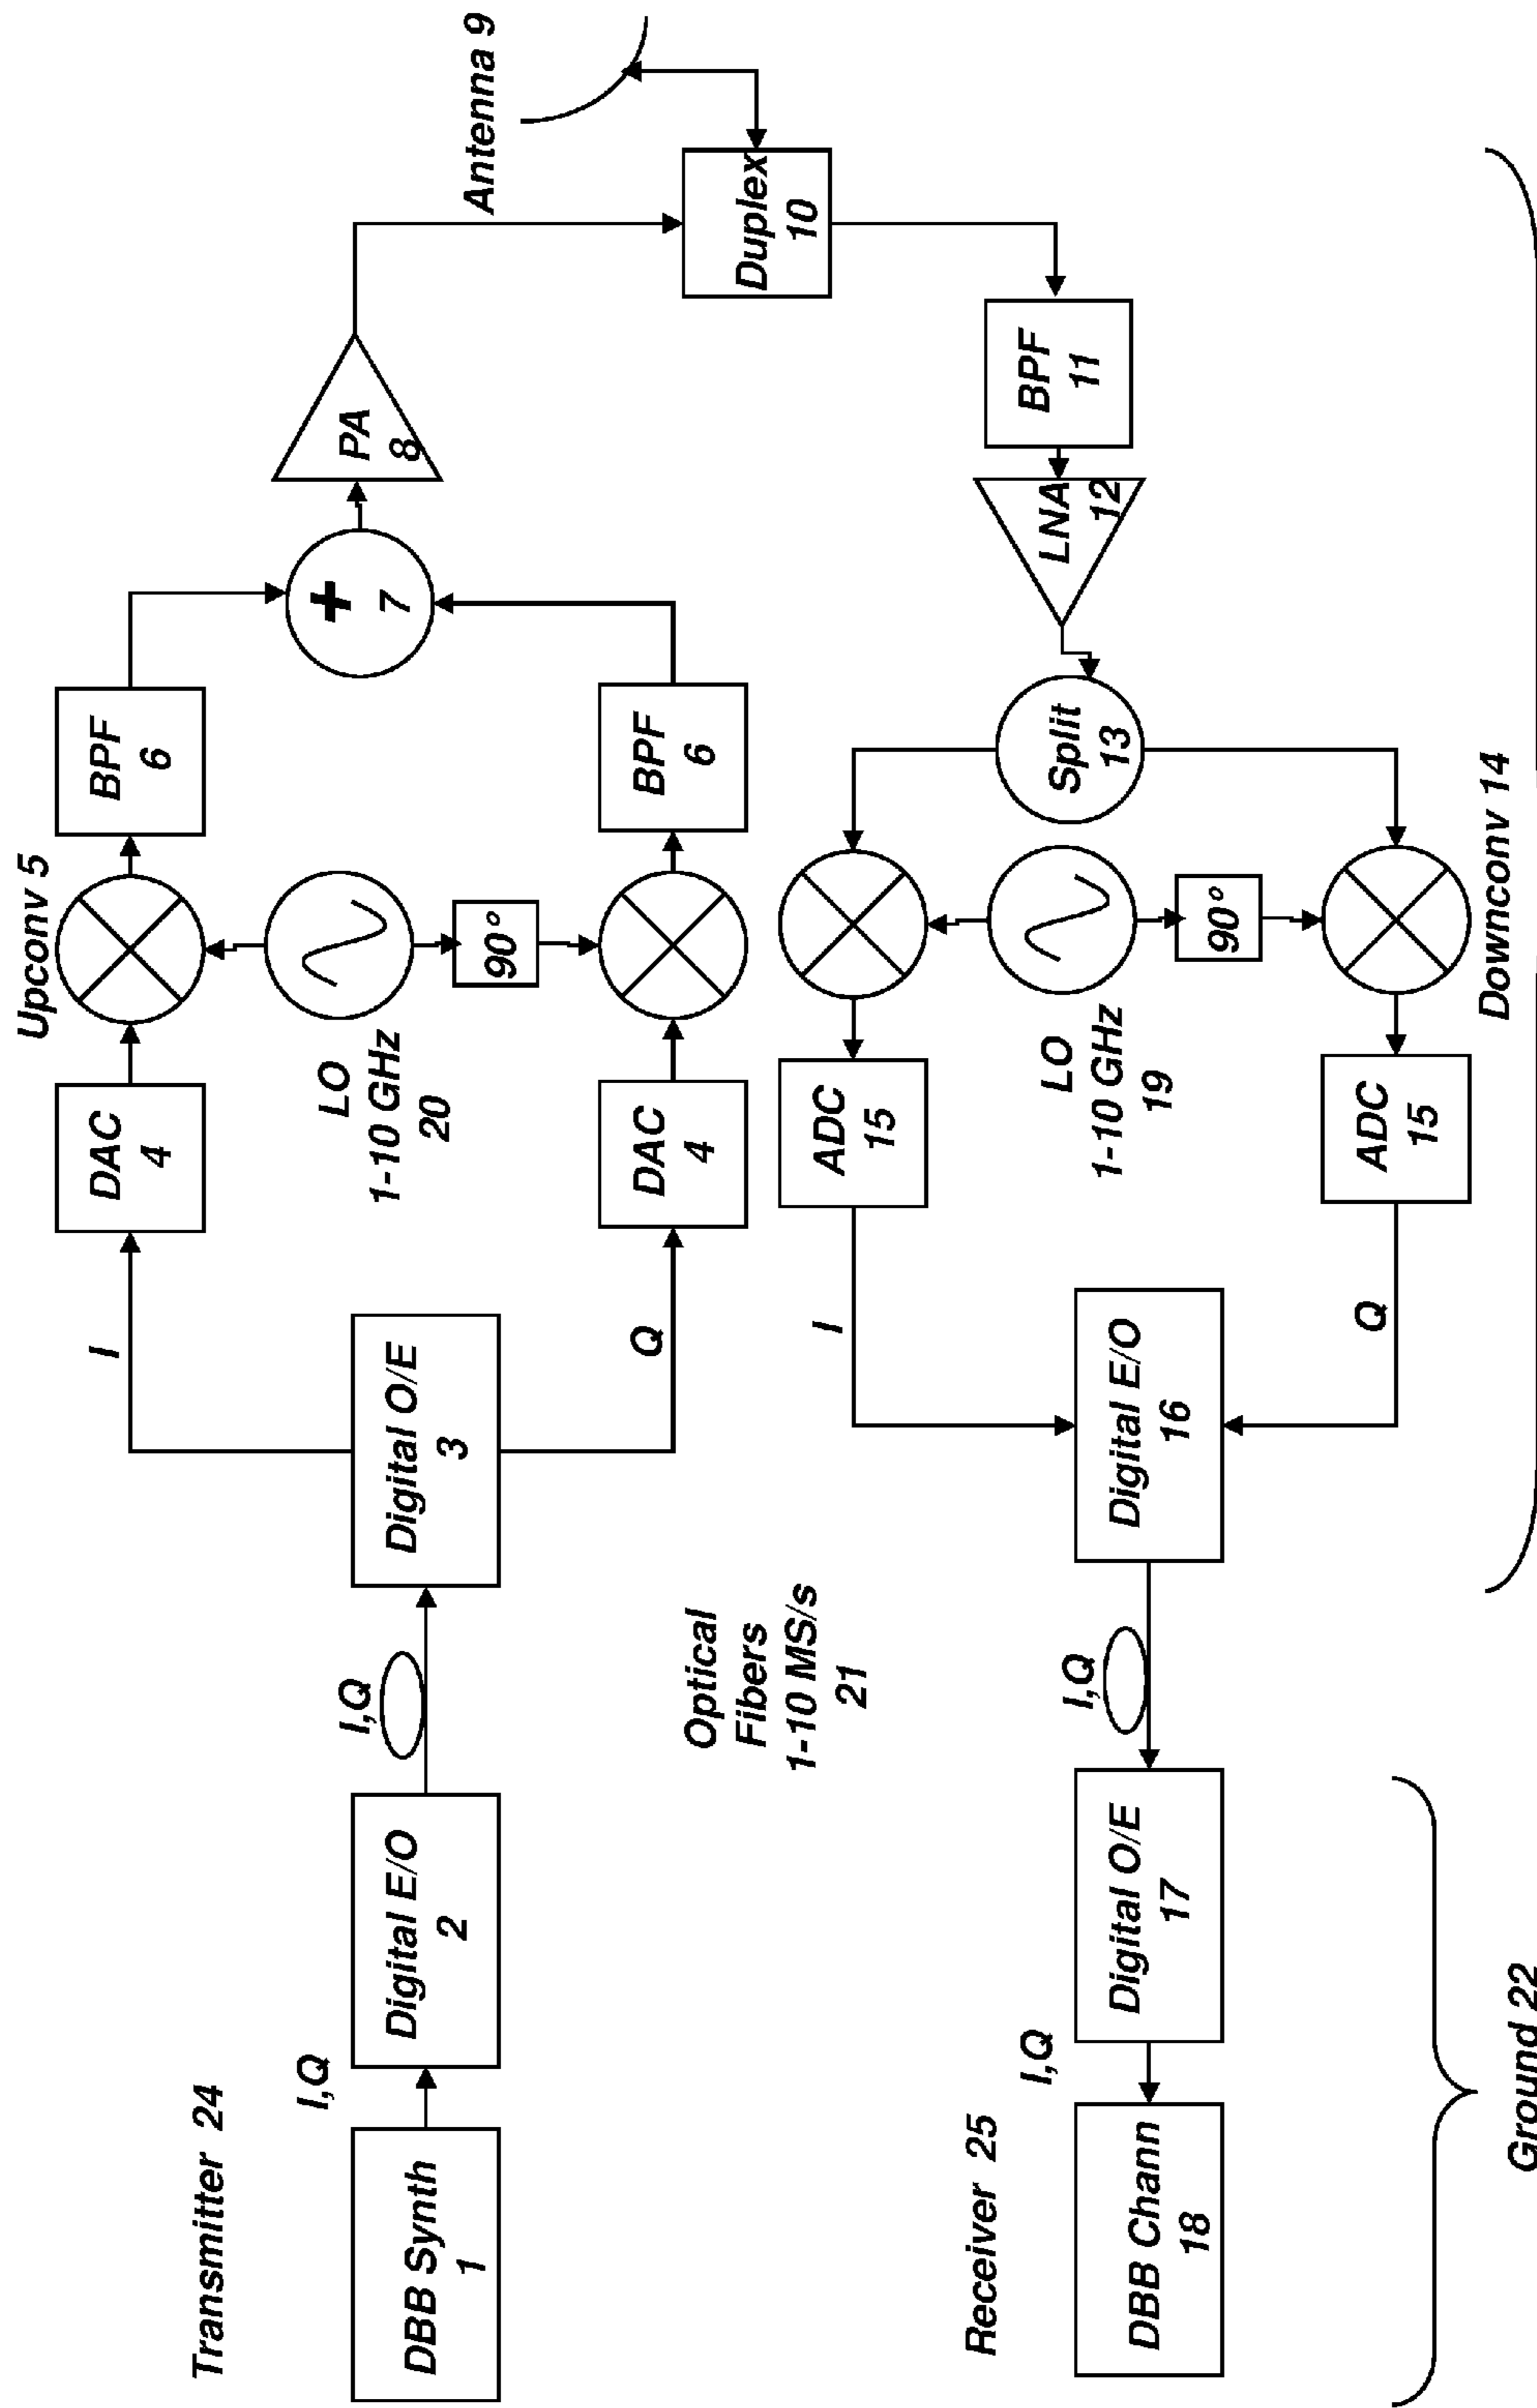 Upconv 5
I
DAC
4
BPF
6
Transmitter 24
I,Q
I,Q
DBB Synth
1
Digital E/O
2
Digital O/E
3
LO
1-10 GHz
20
90°
+
7
PA
8
Antenna 9
Q
DAC
4
BPF
6
Duplex
10
Optical
Fibers
1-10 MS/s
21
I
ADC
15
Receiver 25
I,Q
I,Q
DBB Chann
18
Digital O/E
17
Digital E/O
16
LO
1-10 GHz
19
90°
Split
13
LNA
12
BPF
11
Q
ADC
15
Downconv 14
Ground 22